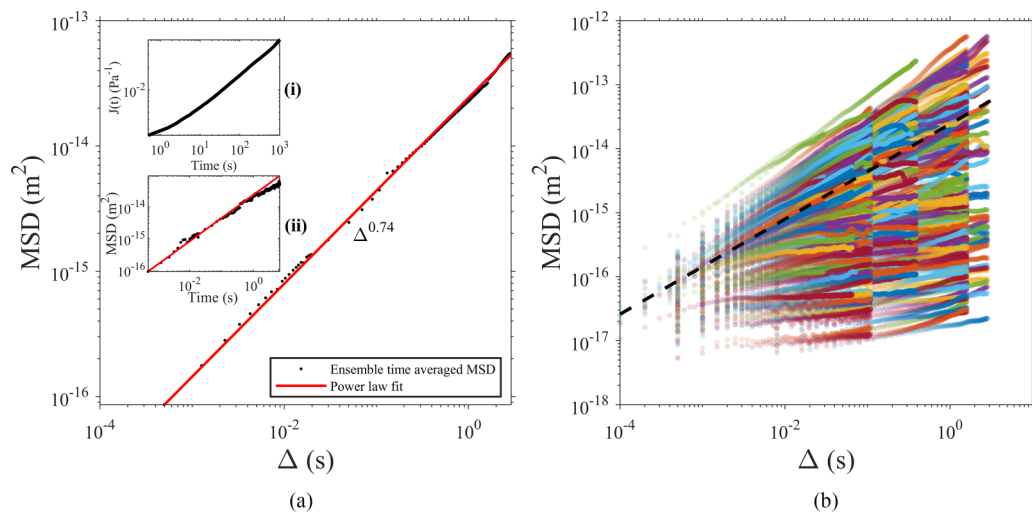 10^-13
10^-14
10^-15
10^-16
MSD (m^2)
10^4
10^-2
10^0
Δ (s)
(a)
J(t) (Pa^-1)
10^-2
10^0
10^1
10^2
10^3
Time (s)
(i)
MSD (m^2)
10^-14
10^-15
10^-16
10^-2
10^0
Time (s)
(ii)
Δ^0.74
Ensemble time averaged MSD
Power law fit
10^-12
10^-13
10^-14
10^-15
10^-16
10^-17
10^-18
MSD (m^2)
10^-4
10^-2
10^0
Δ (s)
(b)